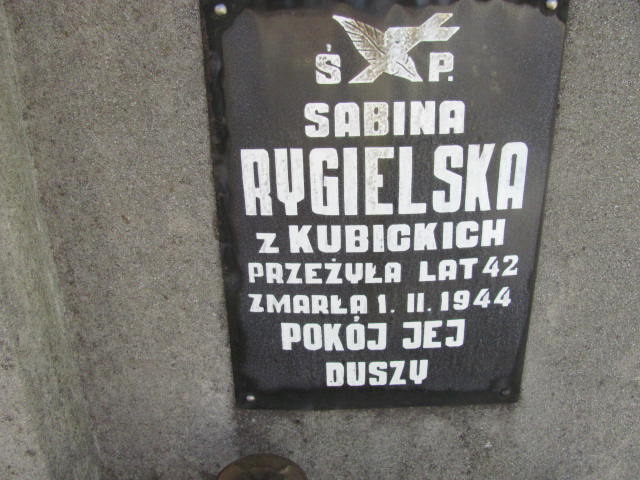 Ś P.
SABINA
RYGIELSKA
Z KUBICKICH
PRZEŻYŁA LAT 42
ZMARŁA 1. II. 1944
POKÓJ JEJ
DUSZY